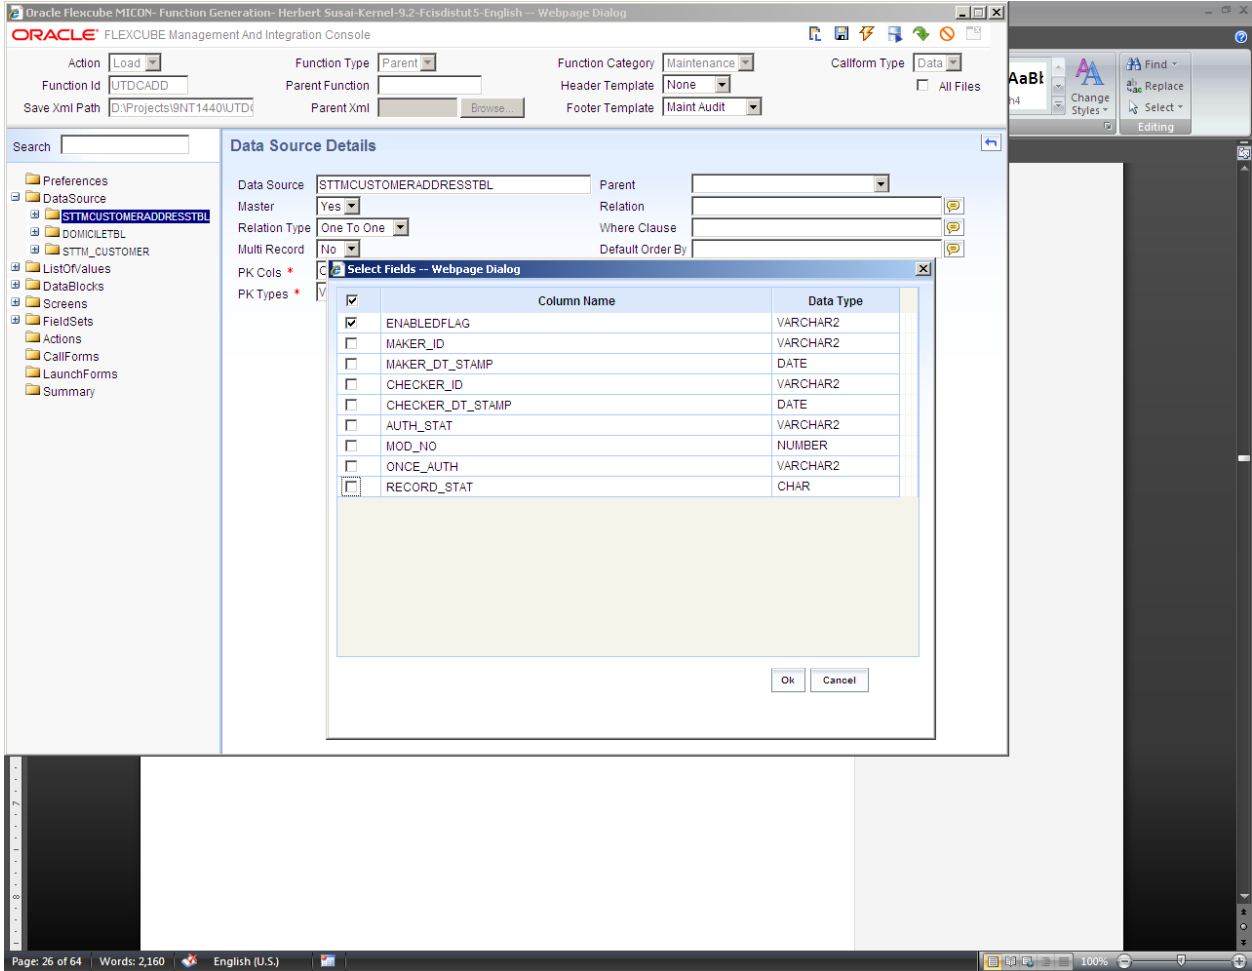 Oracle Flexcube MICON- Function Generation- Herbert Susai-Kernel-9.2-Fcisdistut5-English -- Webpage Dialog
ORACLE FLEXCUBE Management And Integration Console
Action Load Function Type Parent Function Category Maintenance Callform Type Data
Function Id UTDCADD Parent Function Header Template None All Files
Save Xml Path D:\Projects\9NT1440\UTD Parent Xml Browse... Footer Template Maint Audit
AaBb
h4
Change
Styles
Find
Replace
Select
Editing
Search
Preferences
DataSource
STTMCUSTOMERADDRESSTBL
DOMICILETBL
STTM_CUSTOMER
ListOfValues
DataBlocks
Screens
FieldSets
Actions
CallForms
LaunchForms
Summary
Data Source Details
Data Source STTMCUSTOMERADDRESSTBL Parent
Master Yes Relation
Relation Type One To One Where Clause
Multi Record No Default Order By
PK Cols *
PK Types *
Select Fields -- Webpage Dialog
Column Name Data Type
ENABLEDFLAG VARCHAR2
MAKER_ID VARCHAR2
MAKER_DT_STAMP DATE
CHECKER_ID VARCHAR2
CHECKER_DT_STAMP DATE
AUTH_STAT VARCHAR2
MOD_NO NUMBER
ONCE_AUTH VARCHAR2
RECORD_STAT CHAR
Ok Cancel
7
8
Page: 26 of 64 Words: 2,160 English (U.S.) 100%